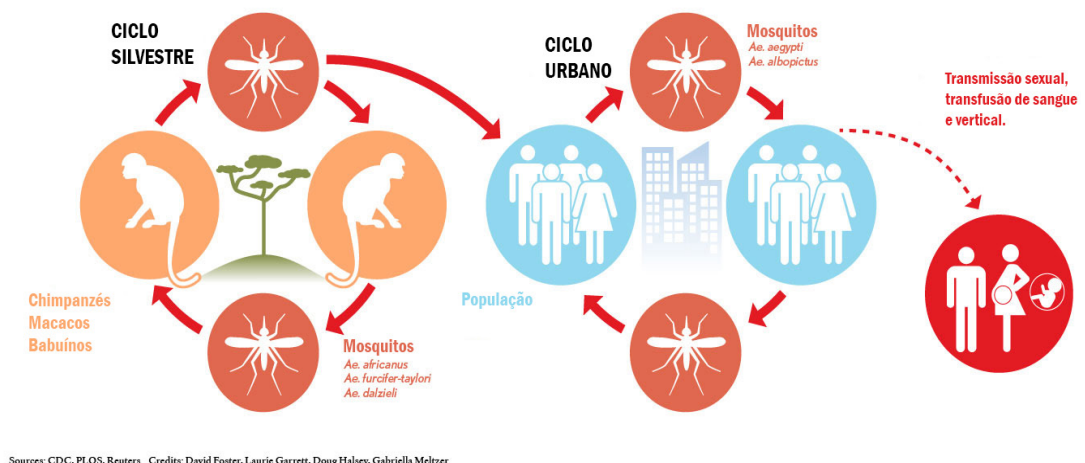 CICLO
SILVESTRE
CICLO
URBANO
Mosquitos
Ae. aegypti
Ae. albopictus
Transmissão sexual,
transfusão de sangue
e vertical.
Chimpanzés
Macacos
Babuínos
População
Mosquitos
Ae. africanus
Ae. furcifer-taylori
Ae. dalzieli
Sources: CDC, PLOS, Reuters Credits: David Foster, Laurie Garrett, Doug Halsey, Gabriella Meltzer